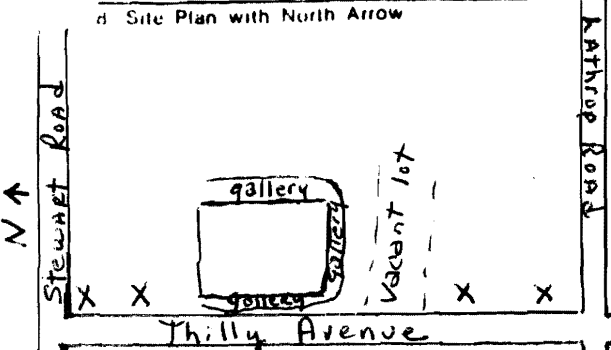 d Site Plan with North Arrow
Lathrop Road
Stewart Road
N
gallery
gallery
vacant lot
gallery
X X X X
Thilly Avenue